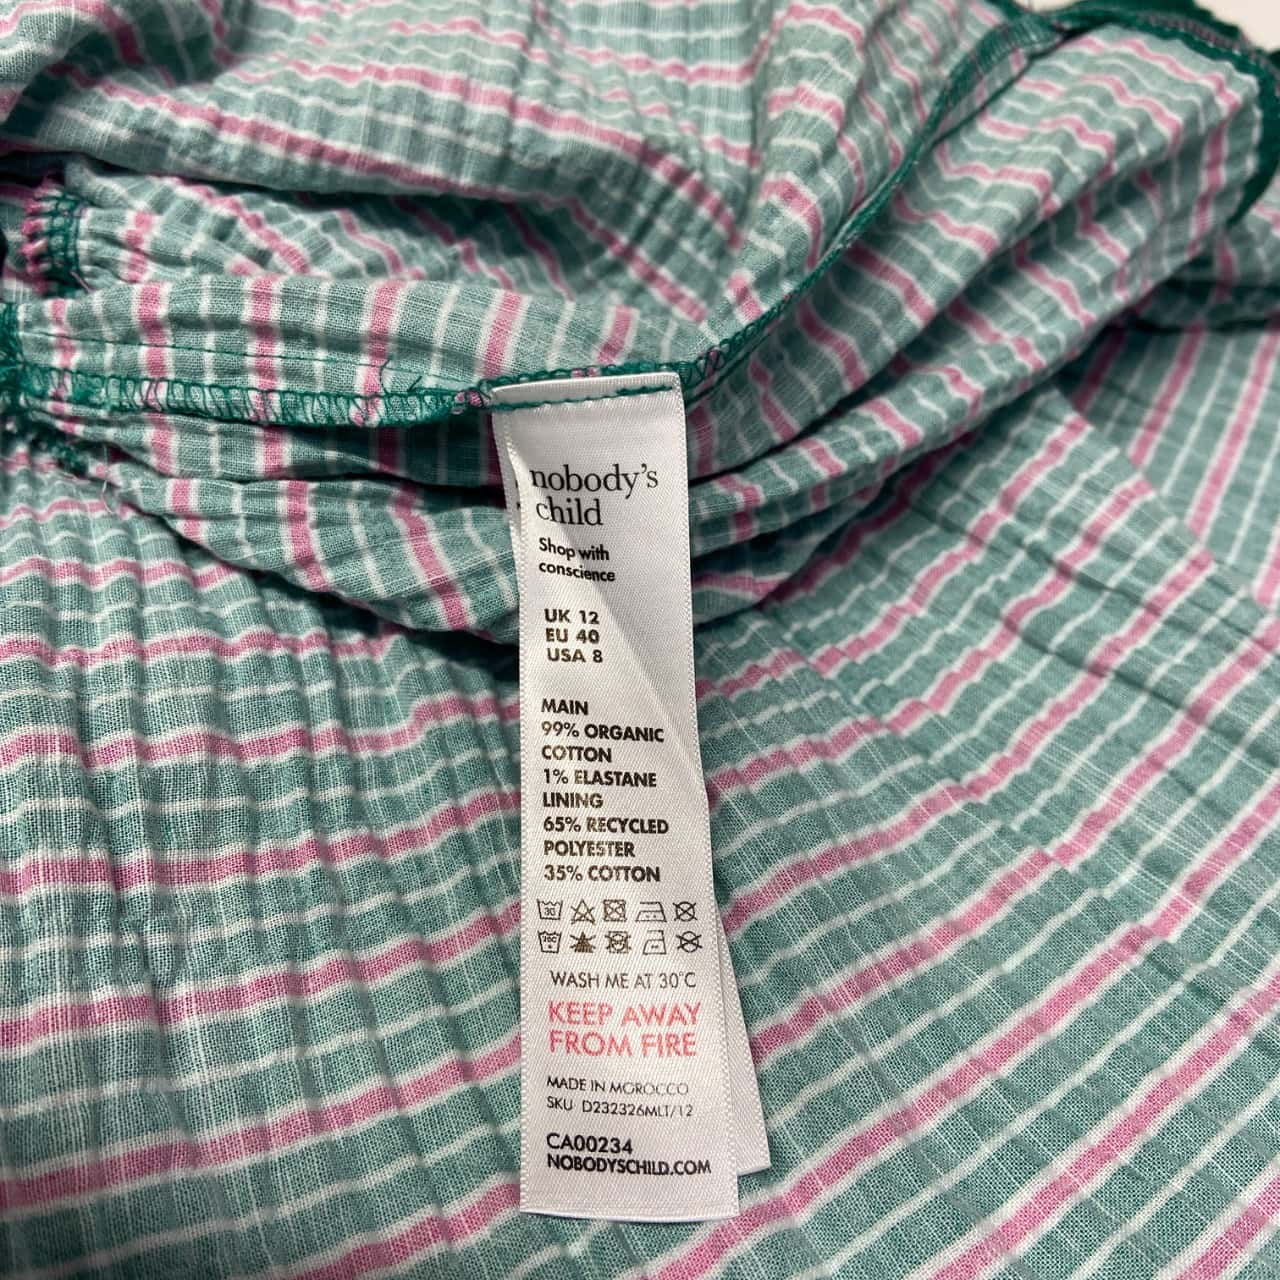 nobody's
child
Shop with
conscience
UK 12
EU 40
USA 8
MAIN
99% ORGANIC
COTTON
1% ELASTANE
LINING
65% RECYCLED
POLYESTER
35% COTTON
30
WASH ME AT 30°C
KEEP AWAY
FROM FIRE
MADE IN MOROCCO
SKU D232326MLT/12
CA00234
NOBODYSCHILD.COM